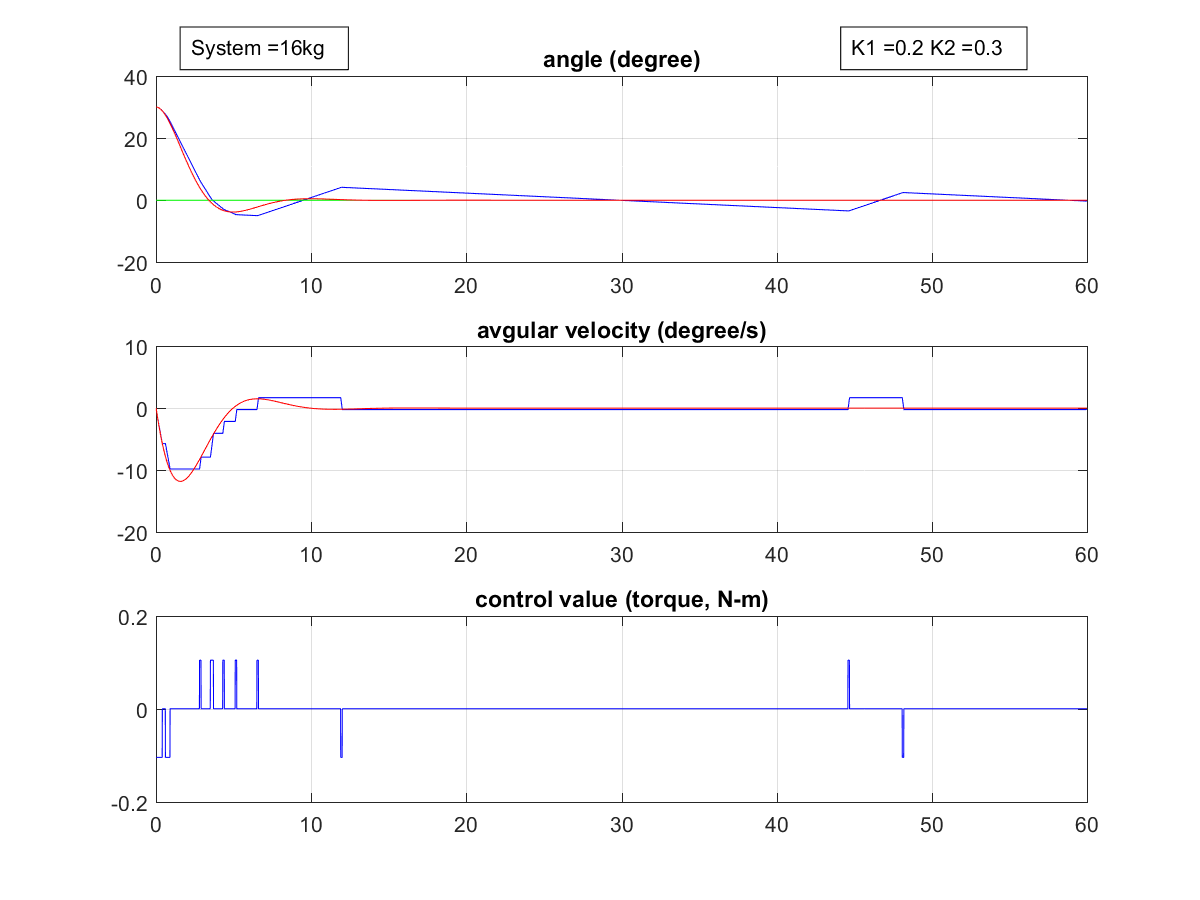 System =16kg
K1 =0.2 K2 =0.3
angle (degree)
40
20
0
-20
0 10 20 30 40 50 60
avgular velocity (degree/s)
10
0
-10
-20
0 10 20 30 40 50 60
control value (torque, N-m)
0.2
0
-0.2
0 10 20 30 40 50 60